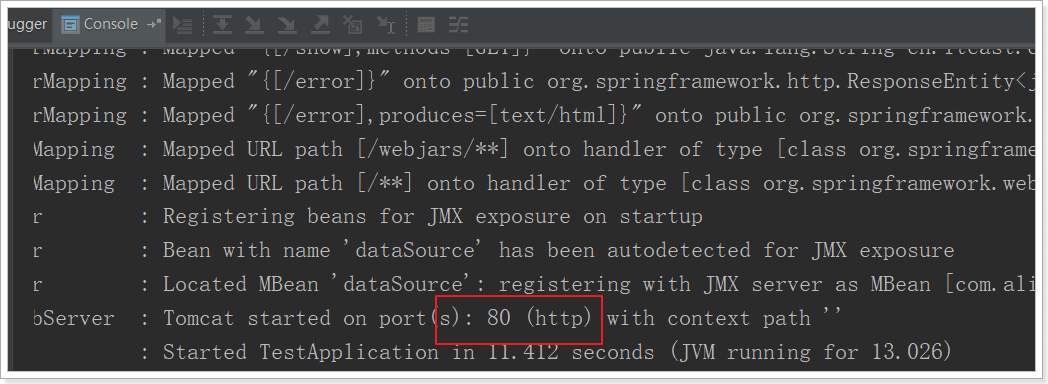 ugger Console
rMapping : Mapped "{[/show],methods=[GET]}" onto public java.lang.String cn.itcast.c
rMapping : Mapped "{[/error]}" onto public org.springframework.http.ResponseEntity<j
rMapping : Mapped "{[/error],produces=[text/html]}" onto public org.springframework.
Mapping : Mapped URL path [/webjars/**] onto handler of type [class org.springframe
Mapping : Mapped URL path [/**] onto handler of type [class org.springframework.web
r : Registering beans for JMX exposure on startup
r : Bean with name 'dataSource' has been autodetected for JMX exposure
r : Located MBean 'dataSource': registering with JMX server as MBean [com.ali
bServer : Tomcat started on port(s): 80 (http) with context path ''
: Started TestApplication in 11.412 seconds (JVM running for 13.026)